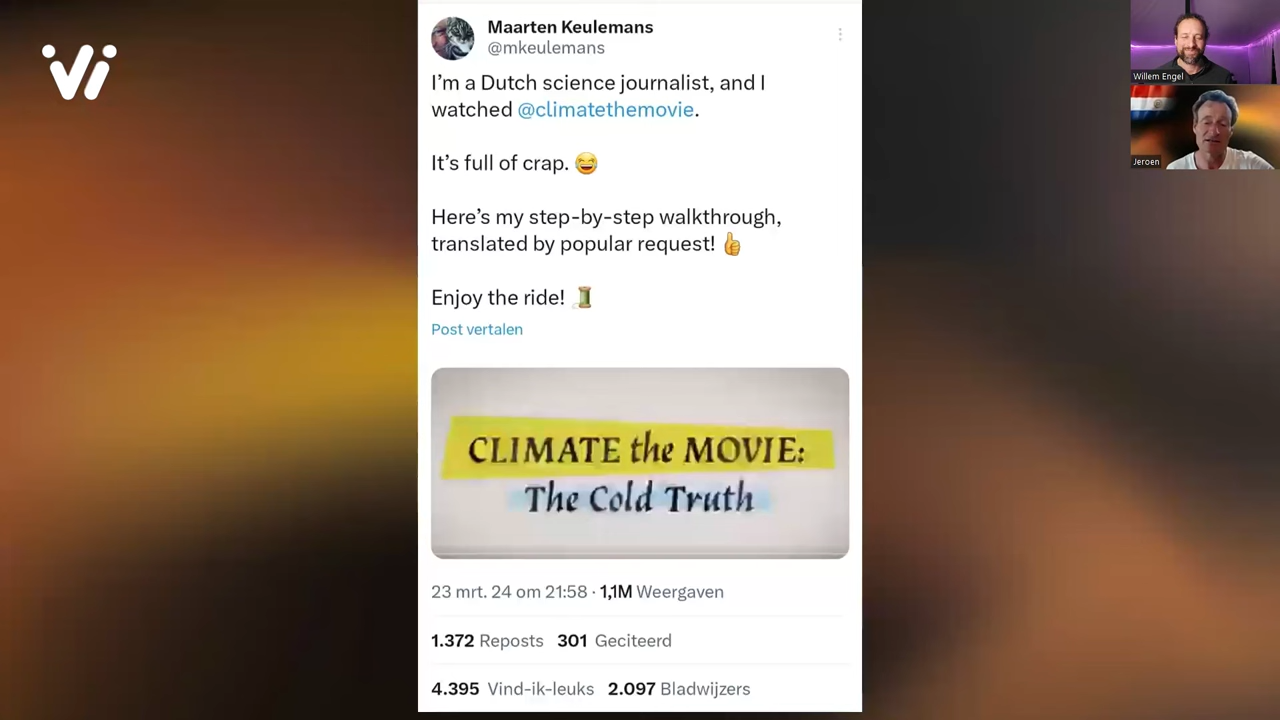 Vi
Maarten Keulemans
@mkeulemans
I’m a Dutch science journalist, and I
watched @climatethemovie.
It’s full of crap. 😂
Here’s my step-by-step walkthrough,
translated by popular request! 👍
Enjoy the ride! 🧵
Post vertalen
CLIMATE the MOVIE:
The Cold Truth
23 mrt. 24 om 21:58 · 1,1M Weergaven
1.372 Reposts 301 Geciteerd
4.395 Vind-ik-leuks 2.097 Bladwijzers
Willem Engel
Jeroen